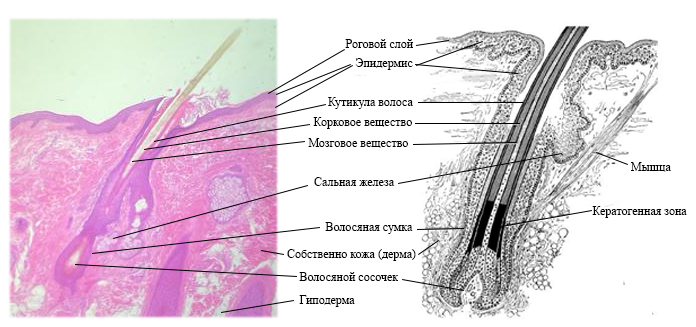 Роговой слой
Эпидермис
Кутикула волоса
Корковое вещество
Мозговое вещество
Мышца
Сальная железа
Кератогенная зона
Волосяная сумка
Собственно кожа (дерма)
Волосяной сосочек
Гиподерма